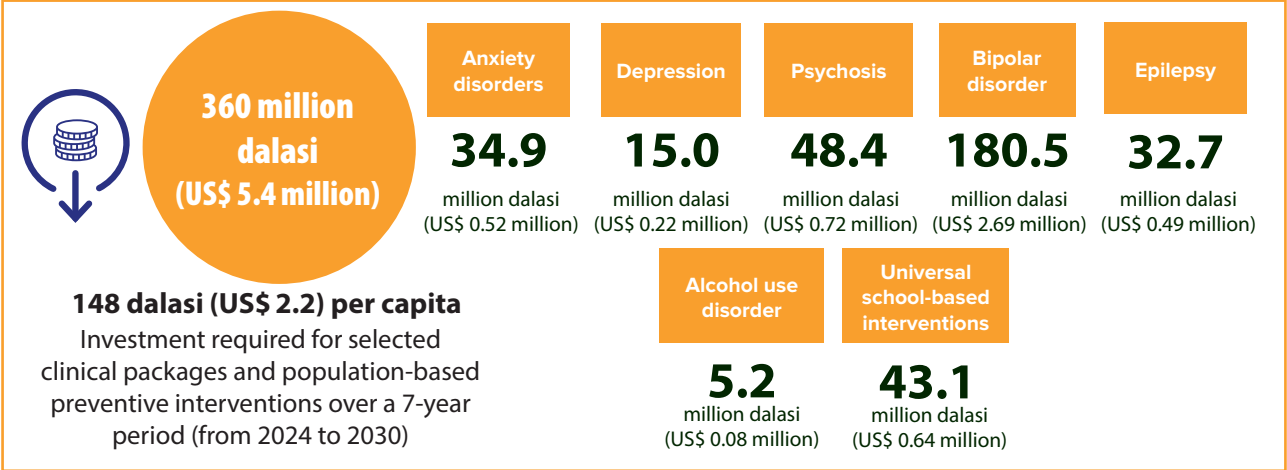 360 million
dalasi
(US$ 5.4 million)
148 dalasi (US$ 2.2) per capita
Investment required for selected
clinical packages and population-based
preventive interventions over a 7-year
period (from 2024 to 2030)
Anxiety
disorders
34.9
million dalasi
(US$ 0.52 million)
Depression
15.0
million dalasi
(US$ 0.22 million)
Psychosis
48.4
million dalasi
(US$ 0.72 million)
Bipolar
disorder
180.5
million dalasi
(US$ 2.69 million)
Epilepsy
32.7
million dalasi
(US$ 0.49 million)
Alcohol use
disorder
5.2
million dalasi
(US$ 0.08 million)
Universal
school-based
interventions
43.1
million dalasi
(US$ 0.64 million)